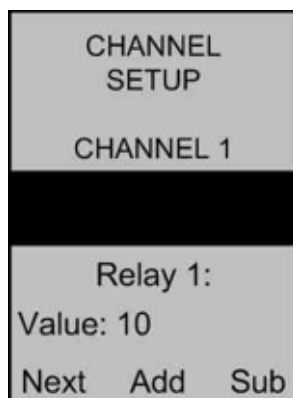 CHANNEL
SETUP
CHANNEL 1
Relay 1:
Value: 10
Next Add Sub